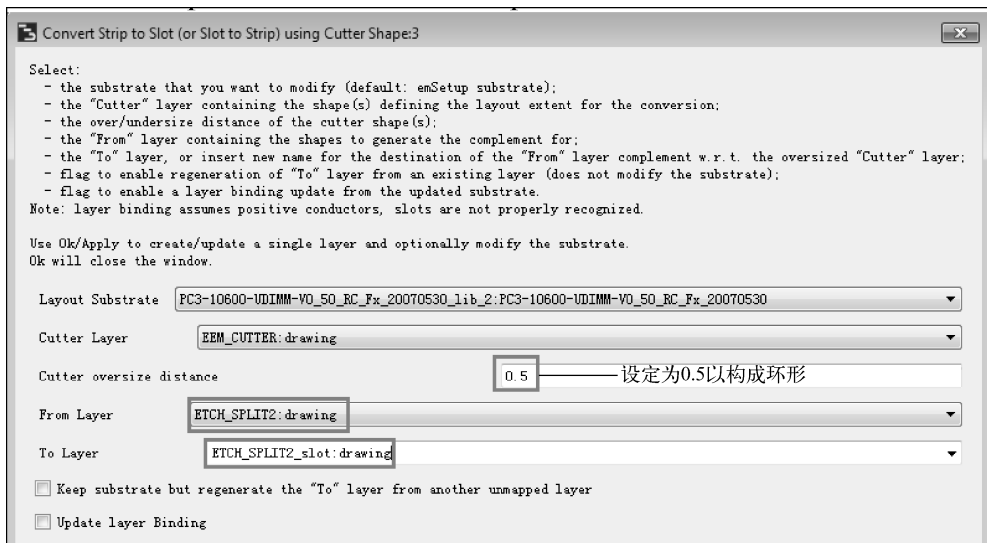 Convert Strip to Slot (or Slot to Strip) using Cutter Shape:3
Select:
- the substrate that you want to modify (default: emSetup substrate);
- the "Cutter" layer containing the shape(s) defining the layout extent for the conversion;
- the over/undersize distance of the cutter shape(s);
- the "From" layer containing the shapes to generate the complement for;
- the "To" layer, or insert new name for the destination of the "From" layer complement w.r.t. the oversized "Cutter" layer;
- flag to enable regeneration of "To" layer from an existing layer (does not modify the substrate);
- flag to enable a layer binding update from the updated substrate.
Note: layer binding assumes positive conductors, slots are not properly recognized.
Use Ok/Apply to create/update a single layer and optionally modify the substrate.
Ok will close the window.
Layout Substrate PC3-10600-UDIMM-V0_50_RC_Fx_20070530_lib_2:PC3-10600-UDIMM-V0_50_RC_Fx_20070530
Cutter Layer EEM_CUTTER:drawing
Cutter oversize distance 0.5 设定为0.5以构成环形
From Layer ETCH_SPLIT2:drawing
To Layer ETCH_SPLIT2_slot:drawing
Keep substrate but regenerate the "To" layer from another unmapped layer
Update layer Binding